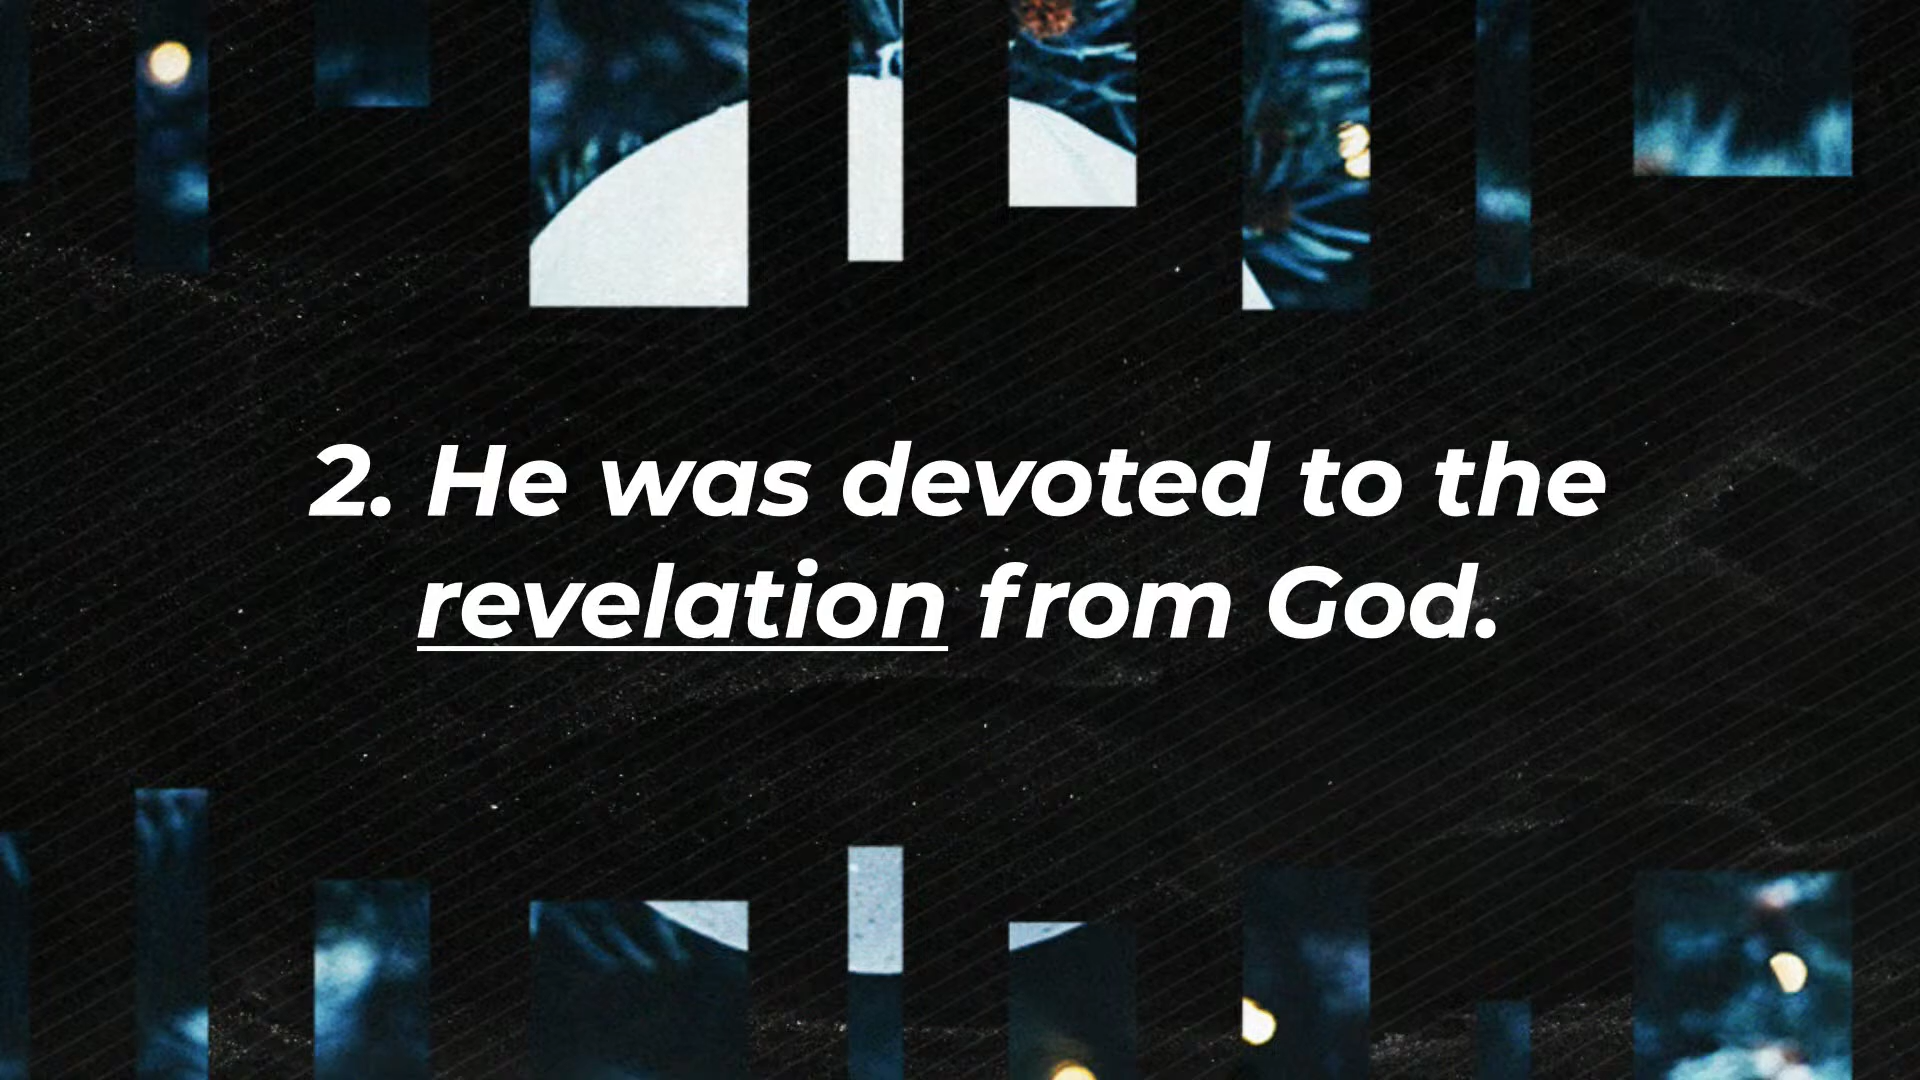 2. He was devoted to the
revelation from God.